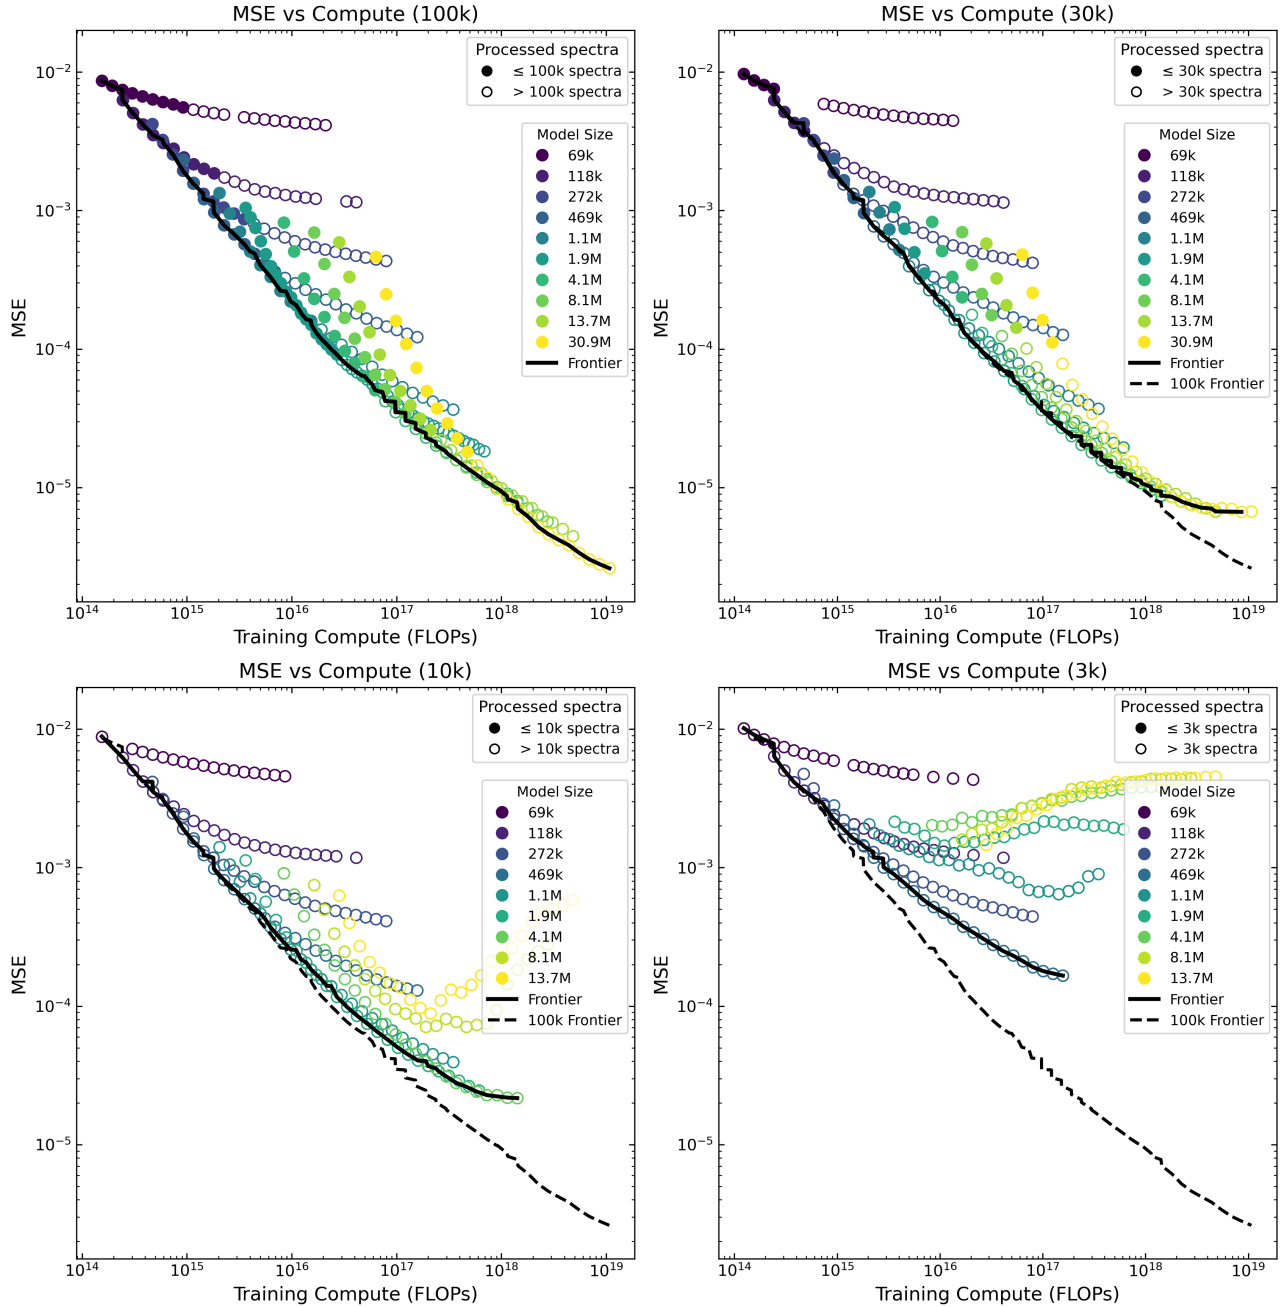 MSE vs Compute (100k)
MSE
10⁻²
10⁻³
10⁻⁴
10⁻⁵
10¹⁴ 10¹⁵ 10¹⁶ 10¹⁷ 10¹⁸ 10¹⁹
Training Compute (FLOPs)
Processed spectra
≤ 100k spectra
> 100k spectra
Model Size
69k
118k
272k
469k
1.1M
1.9M
4.1M
8.1M
13.7M
30.9M
Frontier
MSE vs Compute (30k)
MSE
10⁻²
10⁻³
10⁻⁴
10⁻⁵
10¹⁴ 10¹⁵ 10¹⁶ 10¹⁷ 10¹⁸ 10¹⁹
Training Compute (FLOPs)
Processed spectra
≤ 30k spectra
> 30k spectra
Model Size
69k
118k
272k
469k
1.1M
1.9M
4.1M
8.1M
13.7M
30.9M
Frontier
100k Frontier
MSE vs Compute (10k)
MSE
10⁻²
10⁻³
10⁻⁴
10⁻⁵
10¹⁴ 10¹⁵ 10¹⁶ 10¹⁷ 10¹⁸ 10¹⁹
Training Compute (FLOPs)
Processed spectra
≤ 10k spectra
> 10k spectra
Model Size
69k
118k
272k
469k
1.1M
1.9M
4.1M
8.1M
13.7M
Frontier
100k Frontier
MSE vs Compute (3k)
MSE
10⁻²
10⁻³
10⁻⁴
10⁻⁵
10¹⁴ 10¹⁵ 10¹⁶ 10¹⁷ 10¹⁸ 10¹⁹
Training Compute (FLOPs)
Processed spectra
≤ 3k spectra
> 3k spectra
Model Size
69k
118k
272k
469k
1.1M
1.9M
4.1M
8.1M
13.7M
Frontier
100k Frontier